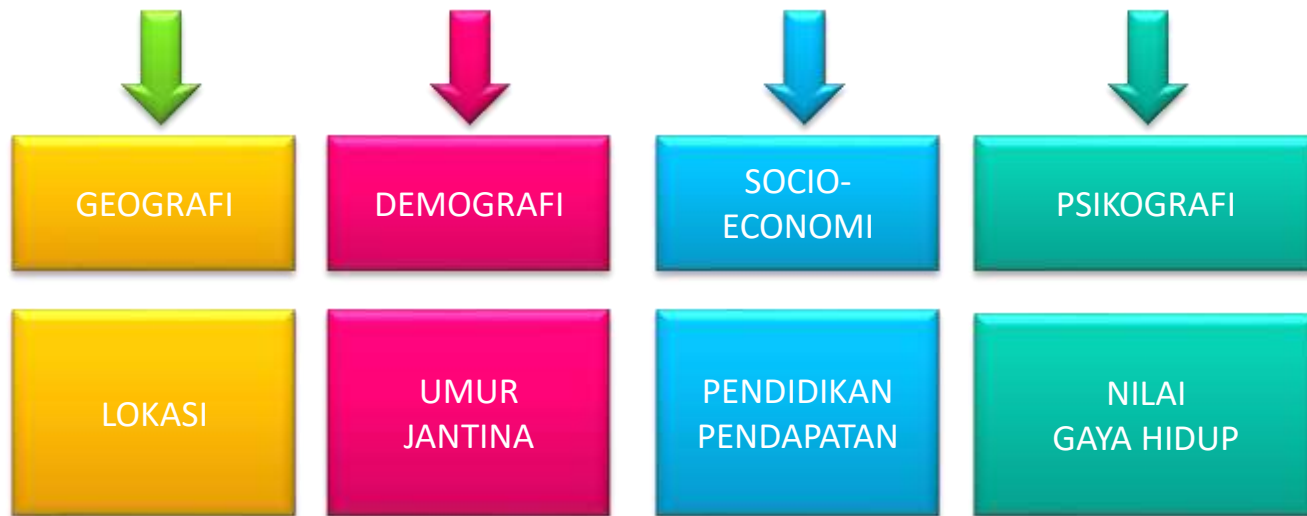 GEOGRAFI
DEMOGRAFI
SOCIO-
ECONOMI
PSIKOGRAFI
LOKASI
UMUR
JANTINA
PENDIDIKAN
PENDAPATAN
NILAI
GAYA HIDUP